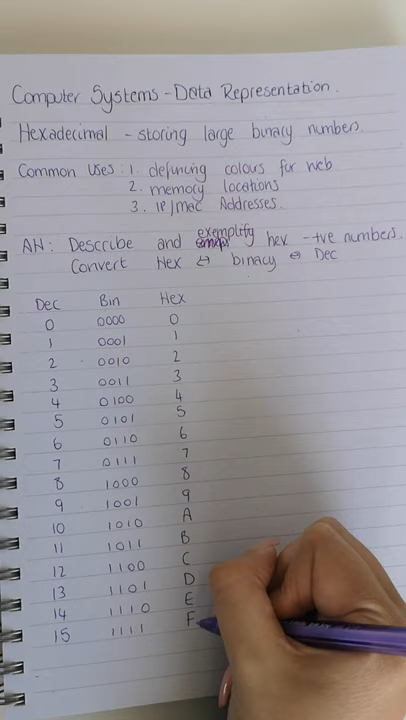 Computer Systems - Data Representation.
Hexadecimal - storing large binary numbers.
Common Uses: 1. defining colours for web
2. memory locations
3. IP/mac Addresses.
AH: Describe and exemplify hex -+ve numbers.
Convert Hex ⇔ binary ⇔ Dec
Dec Bin Hex
0 0000 0
1 0001 1
2 0010 2
3 0011 3
4 0100 4
5 0101 5
6 0110 6
7 0111 7
8 1000 8
9 1001 9
10 1010 A
11 1011 B
12 1100 C
13 1101 D
14 1110 E
15 1111 F